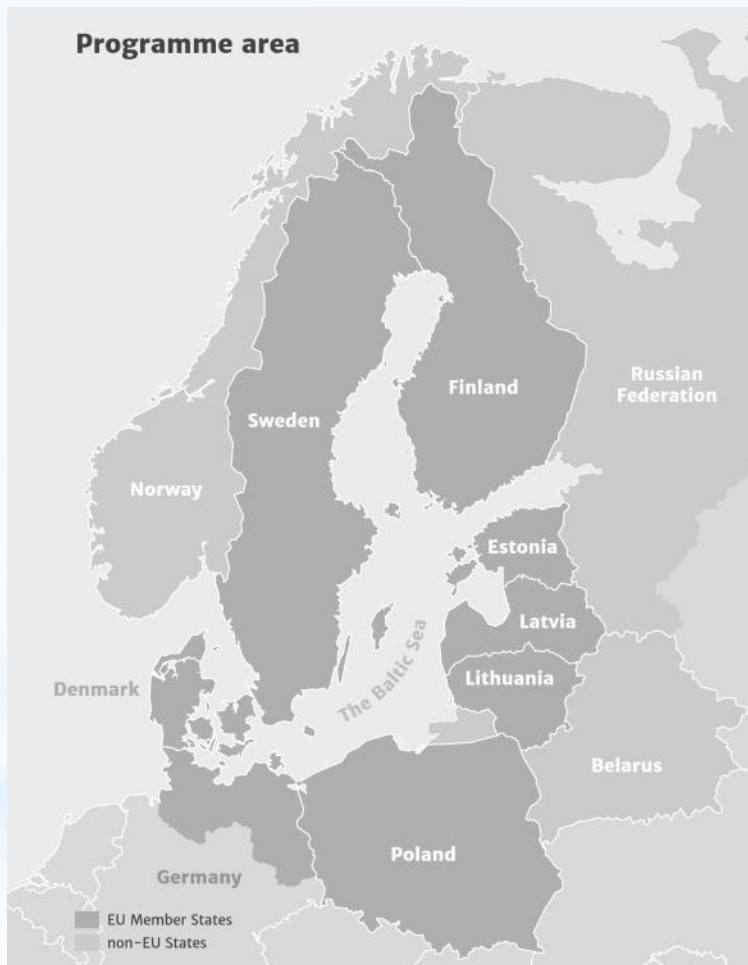 Programme area
Russian
Federation
Finland
Sweden
Norway
Estonia
Latvia
Lithuania
The Baltic Sea
Denmark
Belarus
Poland
Germany
EU Member States
non-EU States